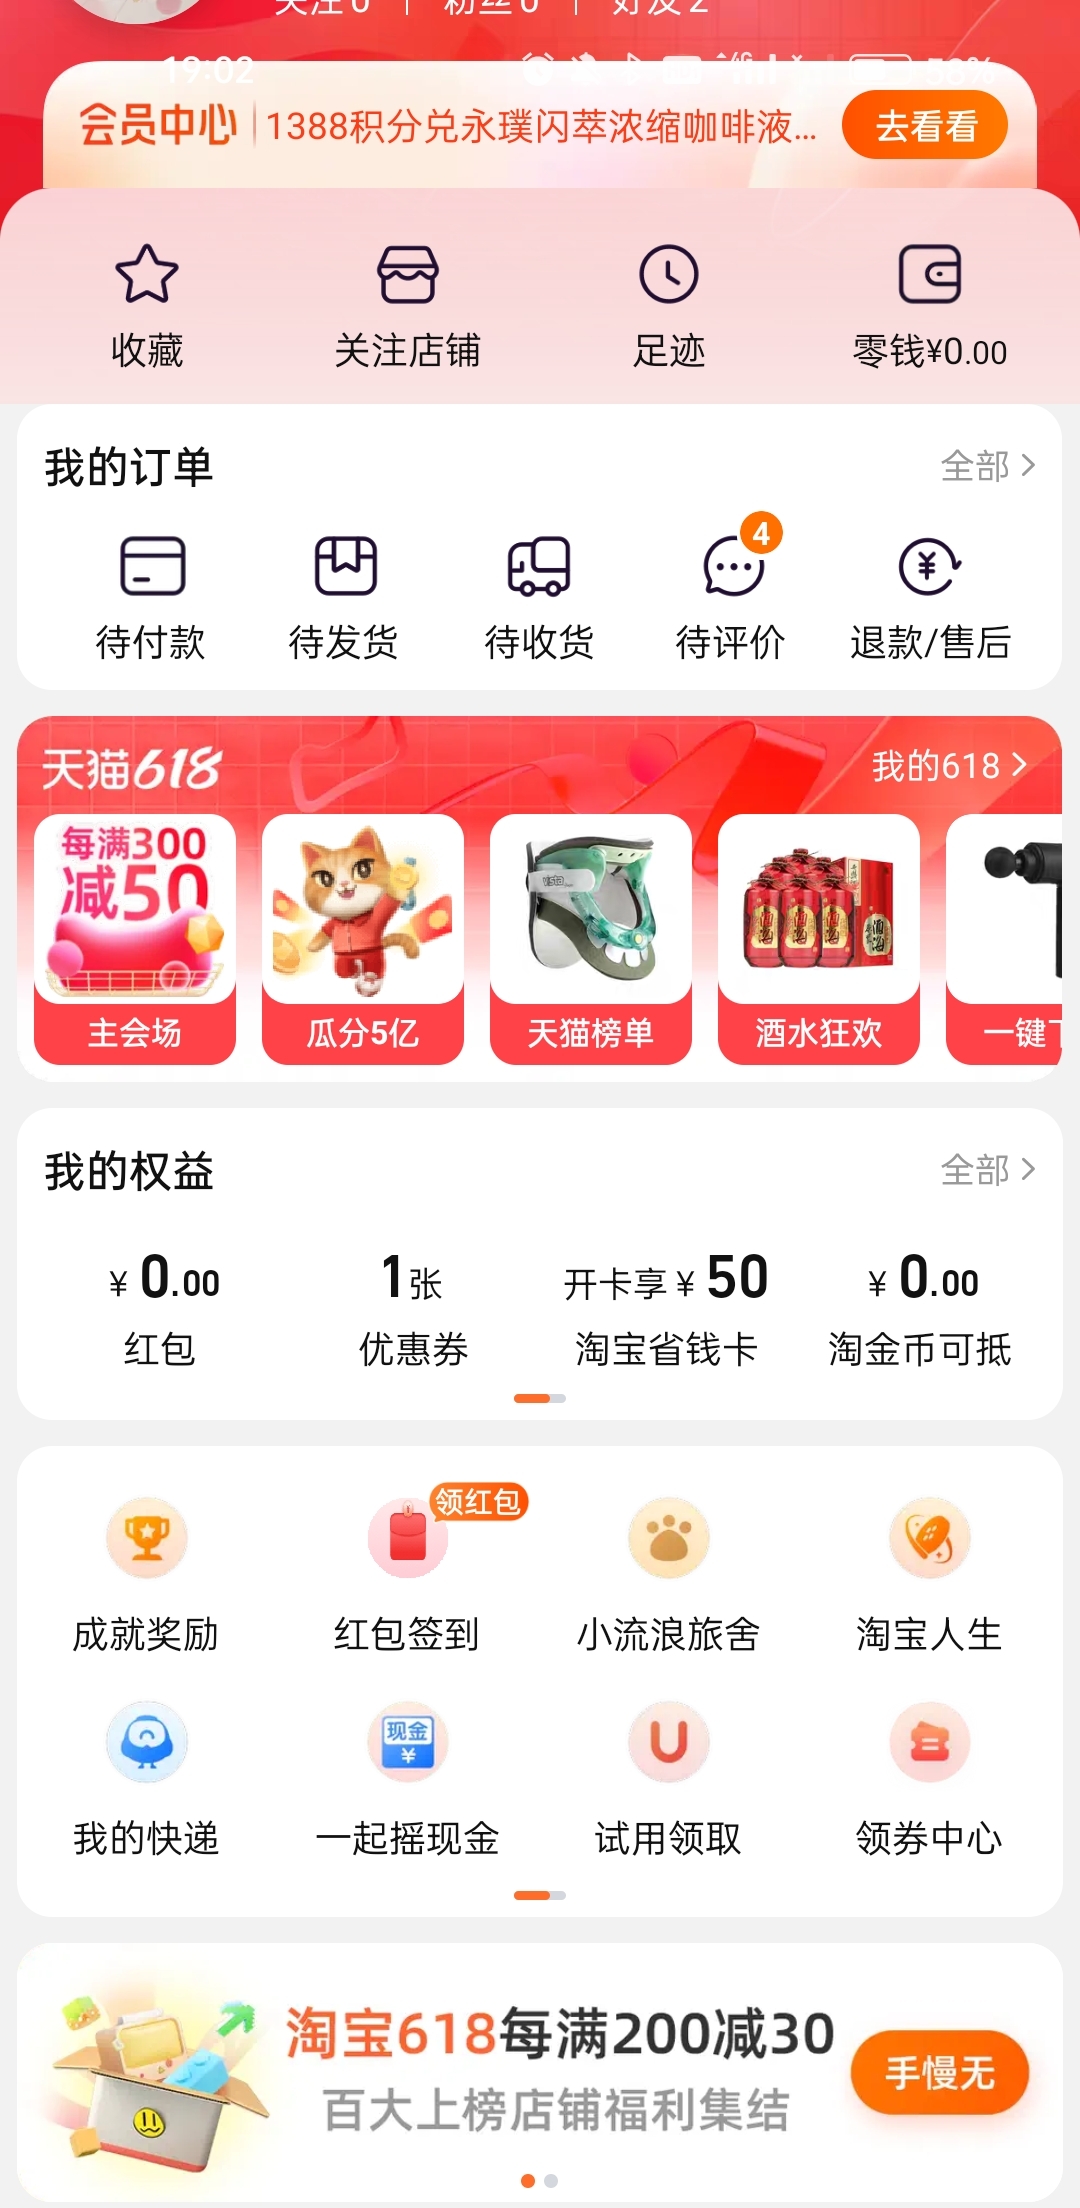 关注0 | 粉丝0 | 好友2
19:02 4G 58%
会员中心 1388积分兑永璞闪萃浓缩咖啡液... 去看看
收藏 关注店铺 足迹 零钱¥0.00
我的订单 全部
4
待付款 待发货 待收货 待评价 退款/售后
天猫618 我的618
每满300
减50
主会场 瓜分5亿 天猫榜单 酒水狂欢 一键
我的权益 全部
¥0.00 1张 开卡享¥50 ¥0.00
红包 优惠券 淘宝省钱卡 淘金币可抵
领红包
成就奖励 红包签到 小流浪旅舍 淘宝人生
现金
¥
我的快递 一起摇现金 试用领取 领券中心
淘宝618每满200减30
百大上榜店铺福利集结
手慢无